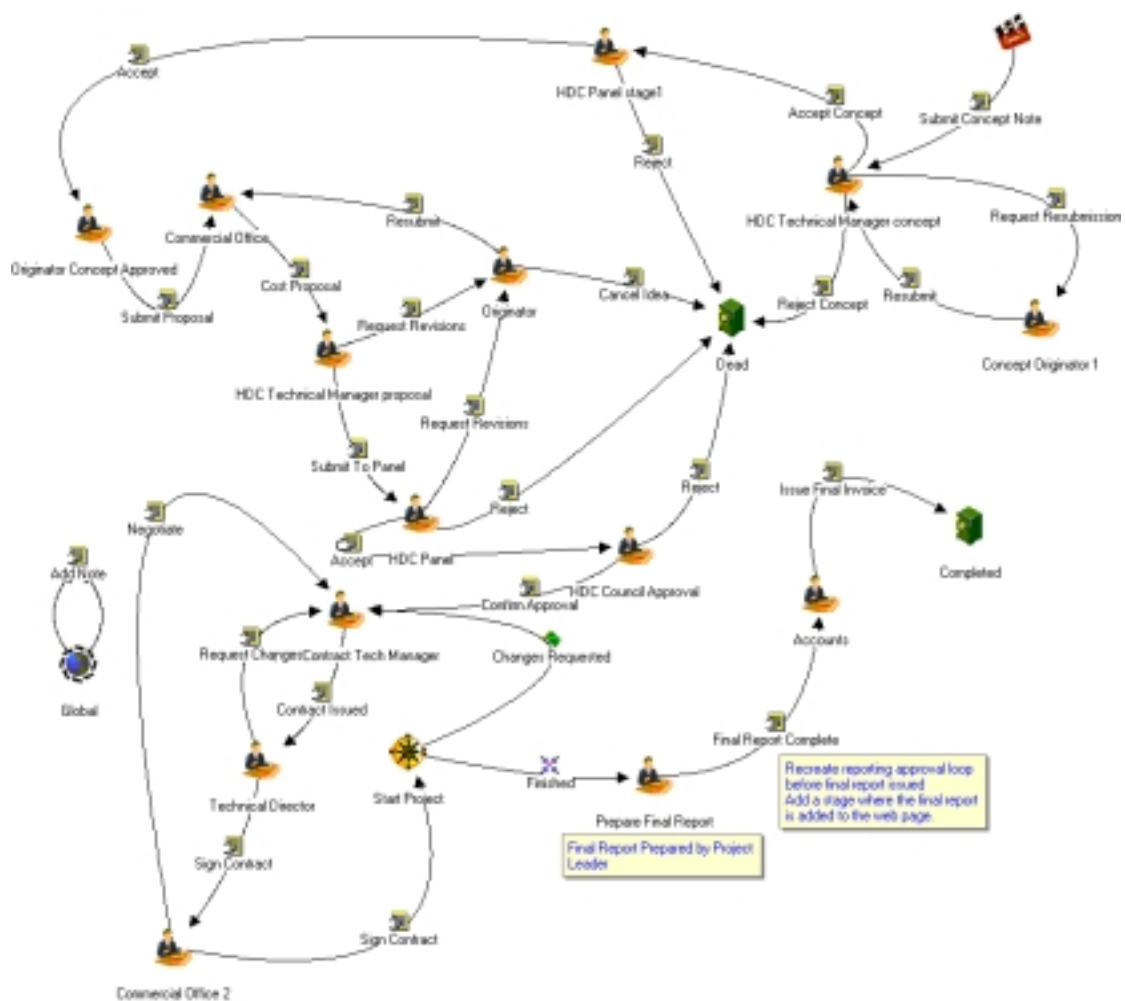 Accept
HDC Panel stage1
Accept Concept
Submit Concept Note
Reject
HDC Technical Manager concept
Request Resubmission
Originator Concept Approved
Commercial Office
Resubmit
Submit Proposal
Cost Proposal
Request Revisions
Originator
Cancel Idea
Reject Concept
Resubmit
Dead
Concept Originator 1
HDC Technical Manager proposal
Request Revisions
Submit To Panel
Reject
Reject
Issue Final Invoice
Negotiate
Accept
HDC Panel
HDC Council Approval
Completed
Add Note
Confirm Approval
Accounts
Request Changes
Contract Tech Manager
Changes Requested
Global
Contract Issued
Final Report Complete
Technical Director
Start Project
Finished
Prepare Final Report
Recreate reporting approval loop
before final report issued
Add a stage where the final report
is added to the web page.
Final Report Prepared by Project
Leader
Sign Contract
Sign Contract
Commercial Office 2